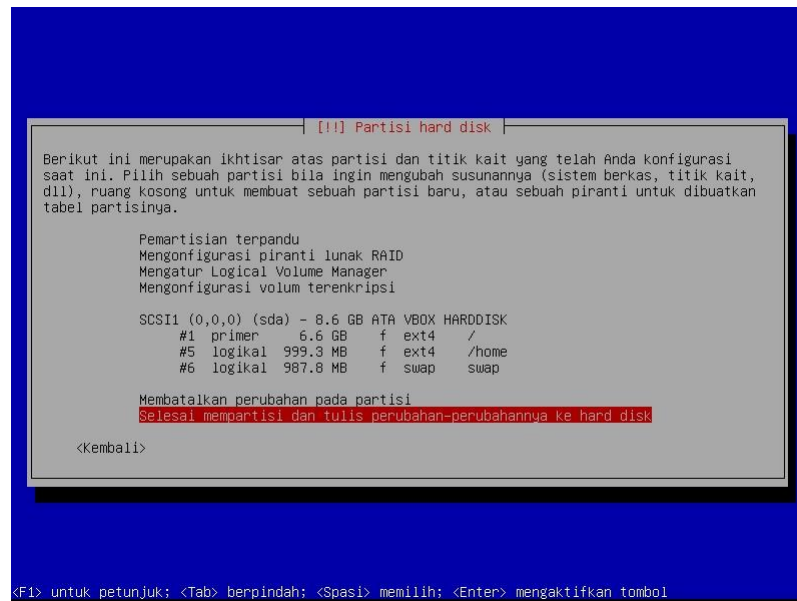 [!!] Partisi hard disk
Berikut ini merupakan ikhtisar atas partisi dan titik kait yang telah Anda konfigurasi
saat ini. Pilih sebuah partisi bila ingin mengubah susunannya (sistem berkas, titik kait,
dll), ruang kosong untuk membuat sebuah partisi baru, atau sebuah piranti untuk dibuatkan
tabel partisinya.
Pemartisian terpandu
Mengonfigurasi piranti lunak RAID
Mengatur Logical Volume Manager
Mengonfigurasi volum terenkripsi
SCSI1 (0,0,0) (sda) - 8.6 GB ATA VBOX HARDDISK
#1 primer 6.6 GB f ext4 /
#5 logikal 999.3 MB f ext4 /home
#6 logikal 987.8 MB f swap swap
Membatalkan perubahan pada partisi
Selesai mempartisi dan tulis perubahan-perubahannya ke hard disk
<Kembali>
<F1> untuk petunjuk; <Tab> berpindah; <Spasi> memilih; <Enter> mengaktifkan tombol